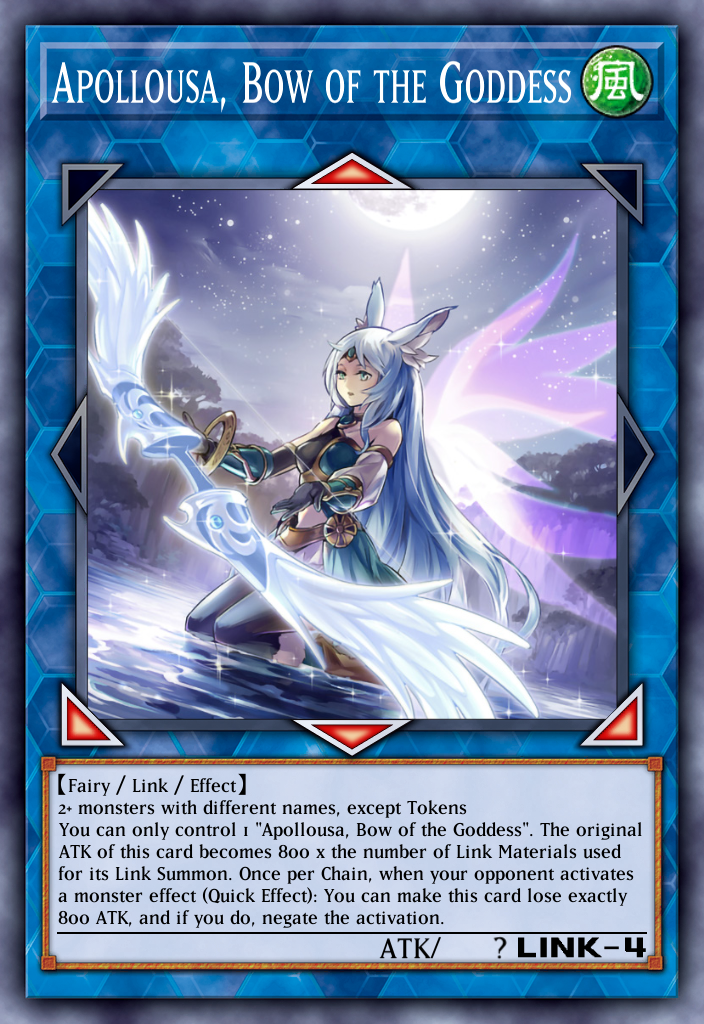 Apollousa, Bow of the Goddess
風
【Fairy / Link / Effect】
2+ monsters with different names, except Tokens
You can only control 1 "Apollousa, Bow of the Goddess". The original
ATK of this card becomes 800 x the number of Link Materials used
for its Link Summon. Once per Chain, when your opponent activates
a monster effect (Quick Effect): You can make this card lose exactly
800 ATK, and if you do, negate the activation.
ATK/ ? LINK-4